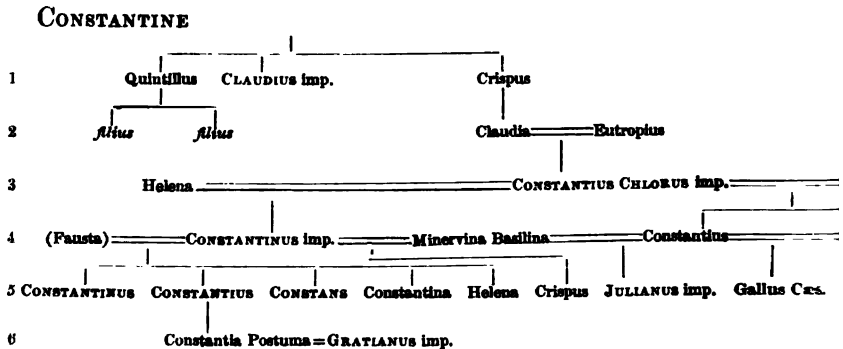 CONSTANTINE
1 Quintillus CLAUDIUS imp. Crispus
2 filius filius Claudia Eutropius
3 Helena CONSTANTIUS CHLORUS imp.
4 (Fausta) CONSTANTINUS imp. Minervina Basilina Constantius
5 CONSTANTINUS CONSTANTIUS CONSTANS Constantina Helena Crispus JULIANUS imp. Gallus Cæs.
6 Constantia Postuma = GRATIANUS imp.